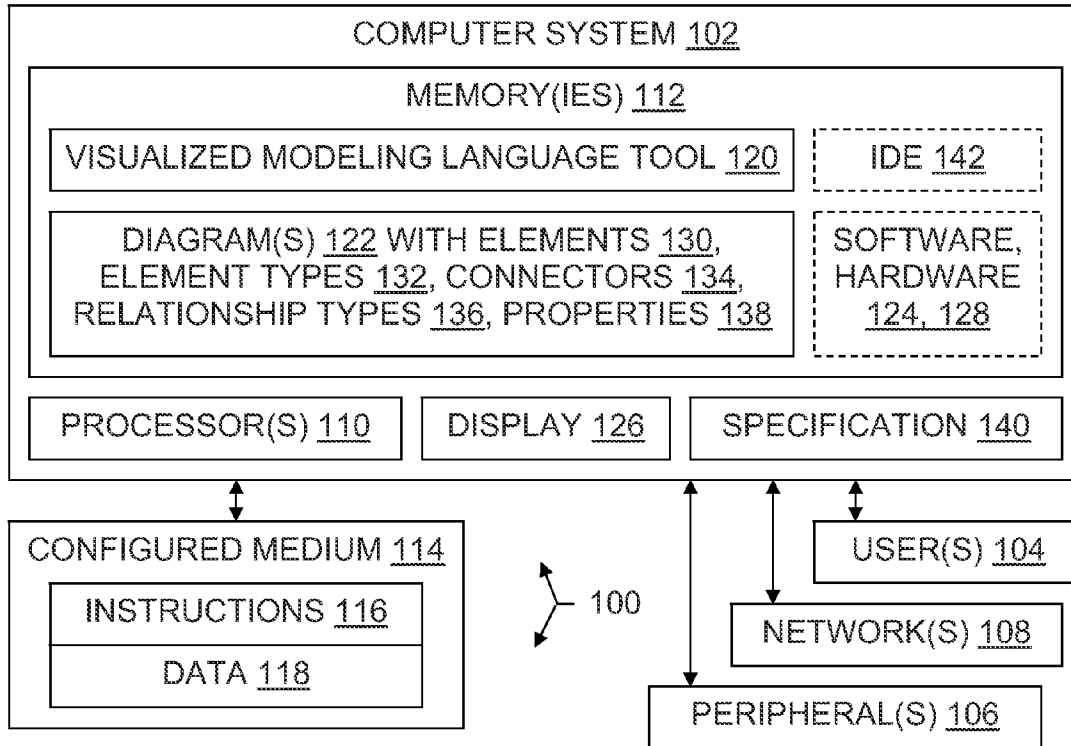 COMPUTER SYSTEM 102
MEMORY(IES) 112
VISUALIZED MODELING LANGUAGE TOOL 120
IDE 142
DIAGRAM(S) 122 WITH ELEMENTS 130,
ELEMENT TYPES 132, CONNECTORS 134,
RELATIONSHIP TYPES 136, PROPERTIES 138
SOFTWARE,
HARDWARE
124, 128
PROCESSOR(S) 110
DISPLAY 126
SPECIFICATION 140
CONFIGURED MEDIUM 114
INSTRUCTIONS 116
DATA 118
100
USER(S) 104
NETWORK(S) 108
PERIPHERAL(S) 106